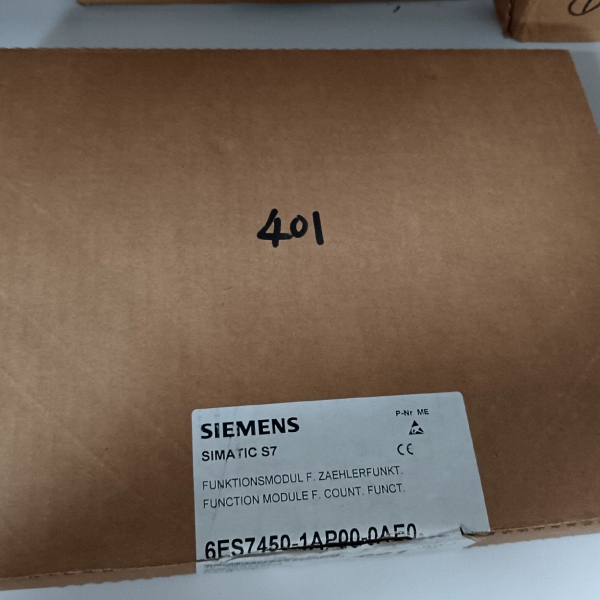 401
SIEMENS
P-Nr ME
SIMATIC S7
CE
FUNKTIONSMODUL F. ZAEHLERFUNKT.
FUNCTION MODULE F. COUNT. FUNCT.
6ES7450-1AP00-0AE0